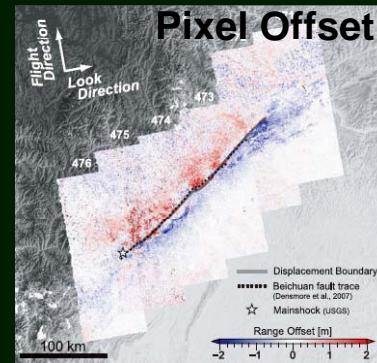 Pixel Offset
Flight
Direction
Look
Direction
473
474
475
476
Displacement Boundary
Beichuan fault trace
(Densmore et al., 2007)
Mainshock (USGS)
100 km
Range Offset [m]
−2 −1 0 1 2